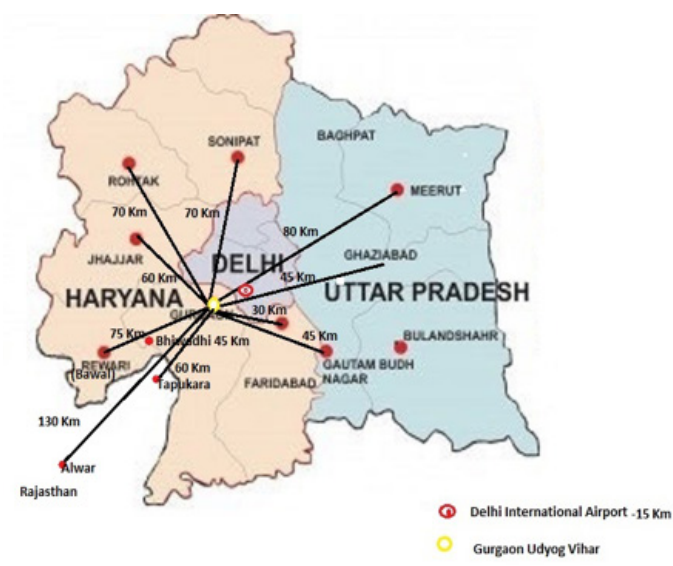 BAGHPAT
SONIPAT
ROHTAK
MEERUT
70 Km
70 Km
80 Km
JHAJJAR
DELHI
GHAZIABAD
60 Km
45 Km
HARYANA
UTTAR PRADESH
30 Km
75 Km
Bhiwadhi 45 Km
45 Km
BULANDSHAHR
REWARI
(Bawal)
60 Km
GAUTAM BUDH
NAGAR
Tapukara
FARIDABAD
130 Km
Alwar
Rajasthan
Delhi International Airport -15 Km
Gurgaon Udyog Vihar